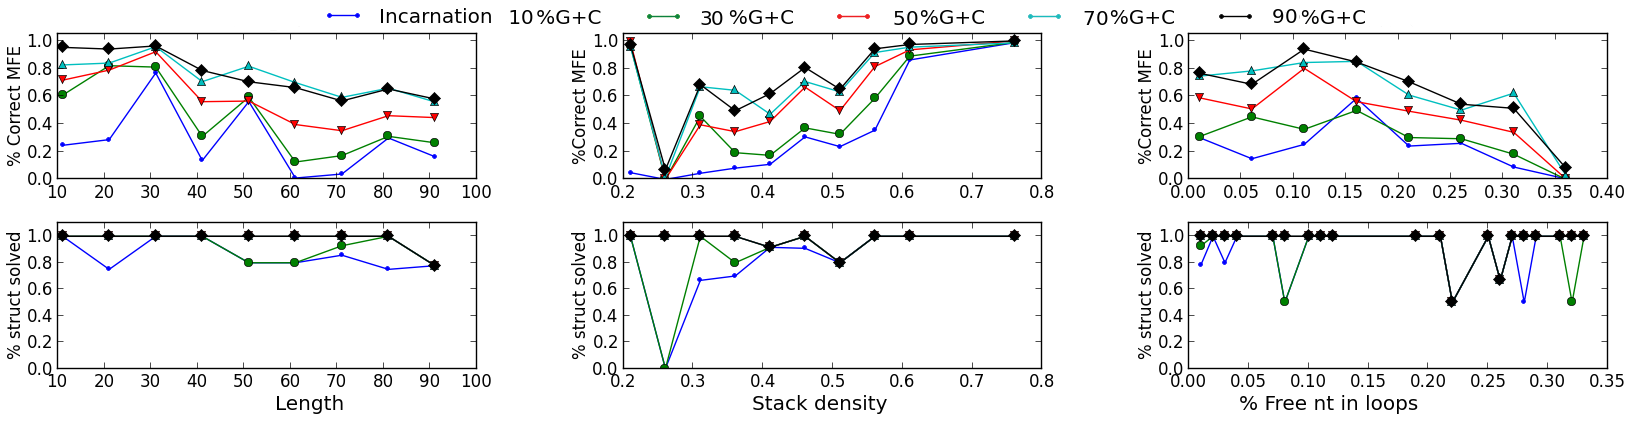 Incarnation 10%G+C 30 %G+C 50%G+C 70%G+C 90%G+C
% Correct MFE
1.0
0.8
0.6
0.4
0.2
0.0
10 20 30 40 50 60 70 80 90 100
%Correct MFE
1.0
0.8
0.6
0.4
0.2
0.0
0.2 0.3 0.4 0.5 0.6 0.7 0.8
%Correct MFE
1.0
0.8
0.6
0.4
0.2
0.0
0.00 0.05 0.10 0.15 0.20 0.25 0.30 0.35 0.40
% struct solved
1.0
0.8
0.6
0.4
0.2
0.0
10 20 30 40 50 60 70 80 90 100
Length
% struct solved
1.0
0.8
0.6
0.4
0.2
0.0
0.2 0.3 0.4 0.5 0.6 0.7 0.8
Stack density
% struct solved
1.0
0.8
0.6
0.4
0.2
0.0
0.00 0.05 0.10 0.15 0.20 0.25 0.30 0.35
% Free nt in loops